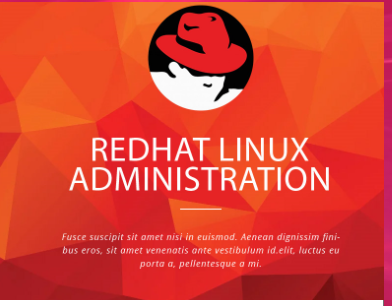 REDHAT LINUX
ADMINISTRATION
Fusce suscipit sit amet nisl in euismod. Aenean dignissim fini-
bus eros, sit amet venenatis ante vestibulum id.elit, luctus eu
porta a, pellentesque a mi.